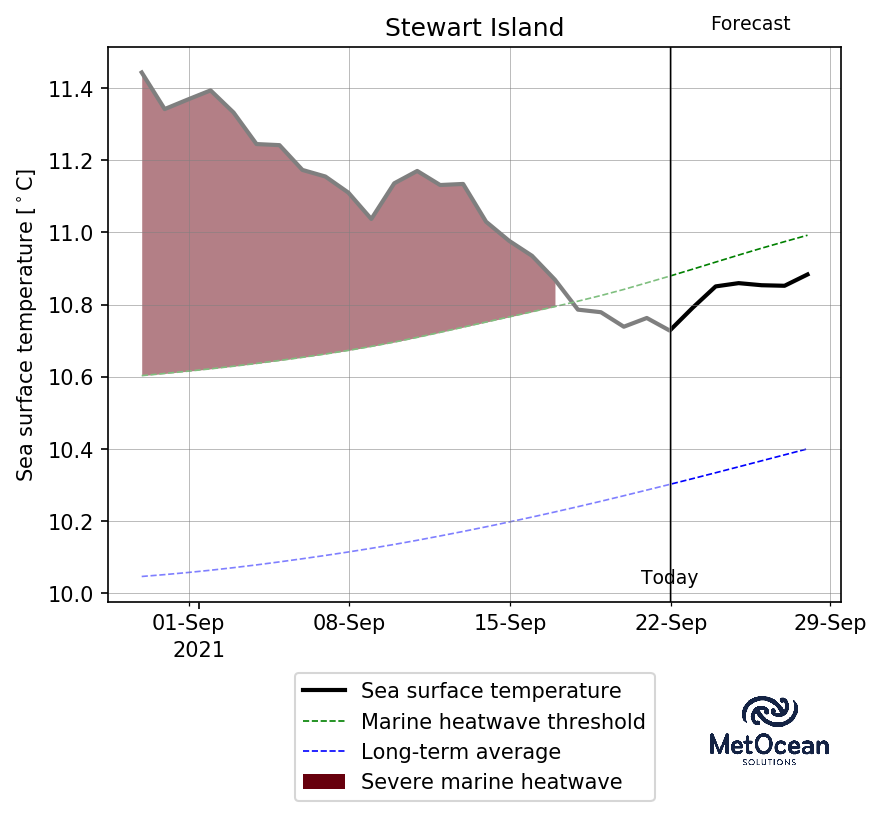 Stewart Island
Forecast
Sea surface temperature [°C]
11.4
11.2
11.0
10.8
10.6
10.4
10.2
10.0
Today
01-Sep
08-Sep
15-Sep
22-Sep
29-Sep
2021
Sea surface temperature
Marine heatwave threshold
Long-term average
Severe marine heatwave
MetOcean
SOLUTIONS